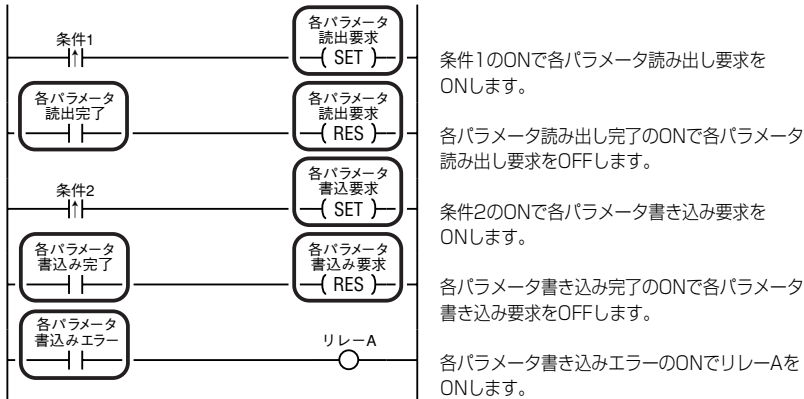 条件1
各パラメータ
読出要求
SET
条件1のONで各パラメータ読み出し要求を
ONします。
各パラメータ
読出完了
各パラメータ
読出要求
RES
各パラメータ読み出し完了のONで各パラメータ
読み出し要求をOFFします。
条件2
各パラメータ
書込要求
SET
条件2のONで各パラメータ書き込み要求を
ONします。
各パラメータ
書込み完了
各パラメータ
書込み要求
RES
各パラメータ書き込み完了のONで各パラメータ
書き込み要求をOFFします。
各パラメータ
書込みエラー
リレーA
各パラメータ書き込みエラーのONでリレーAを
ONします。